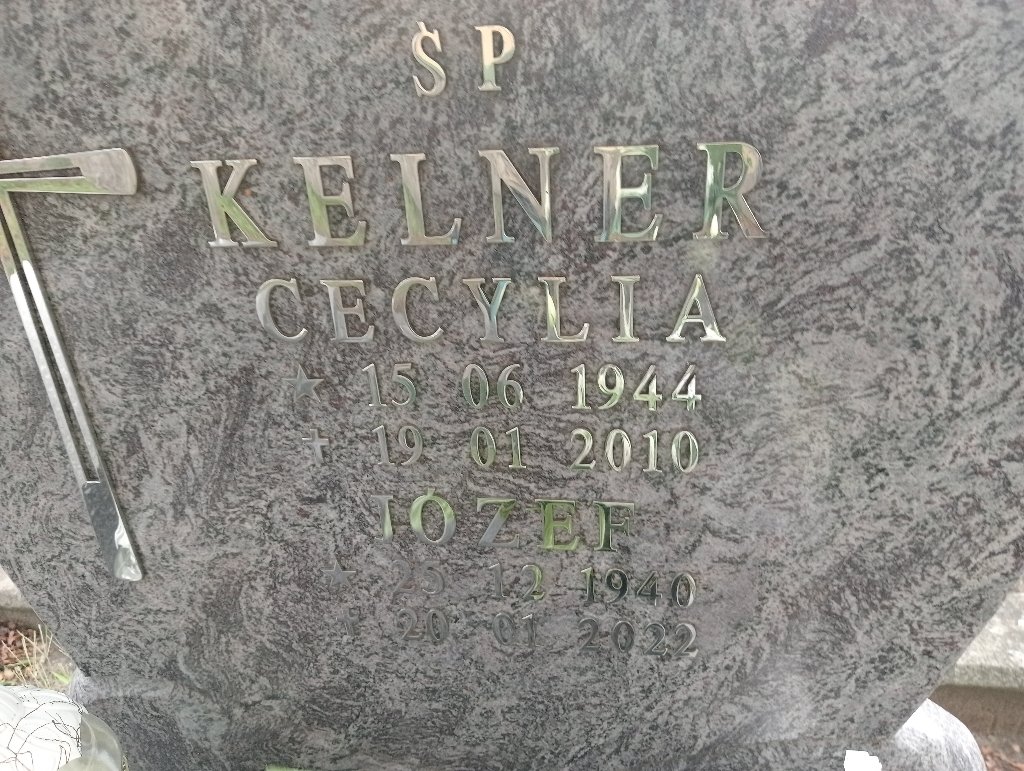 ŚP
KELNER
CECYLIA
* 15 06 1944
✝ 19 01 2010
JÓZEF
* 25 12 1940
✝ 20 01 2022